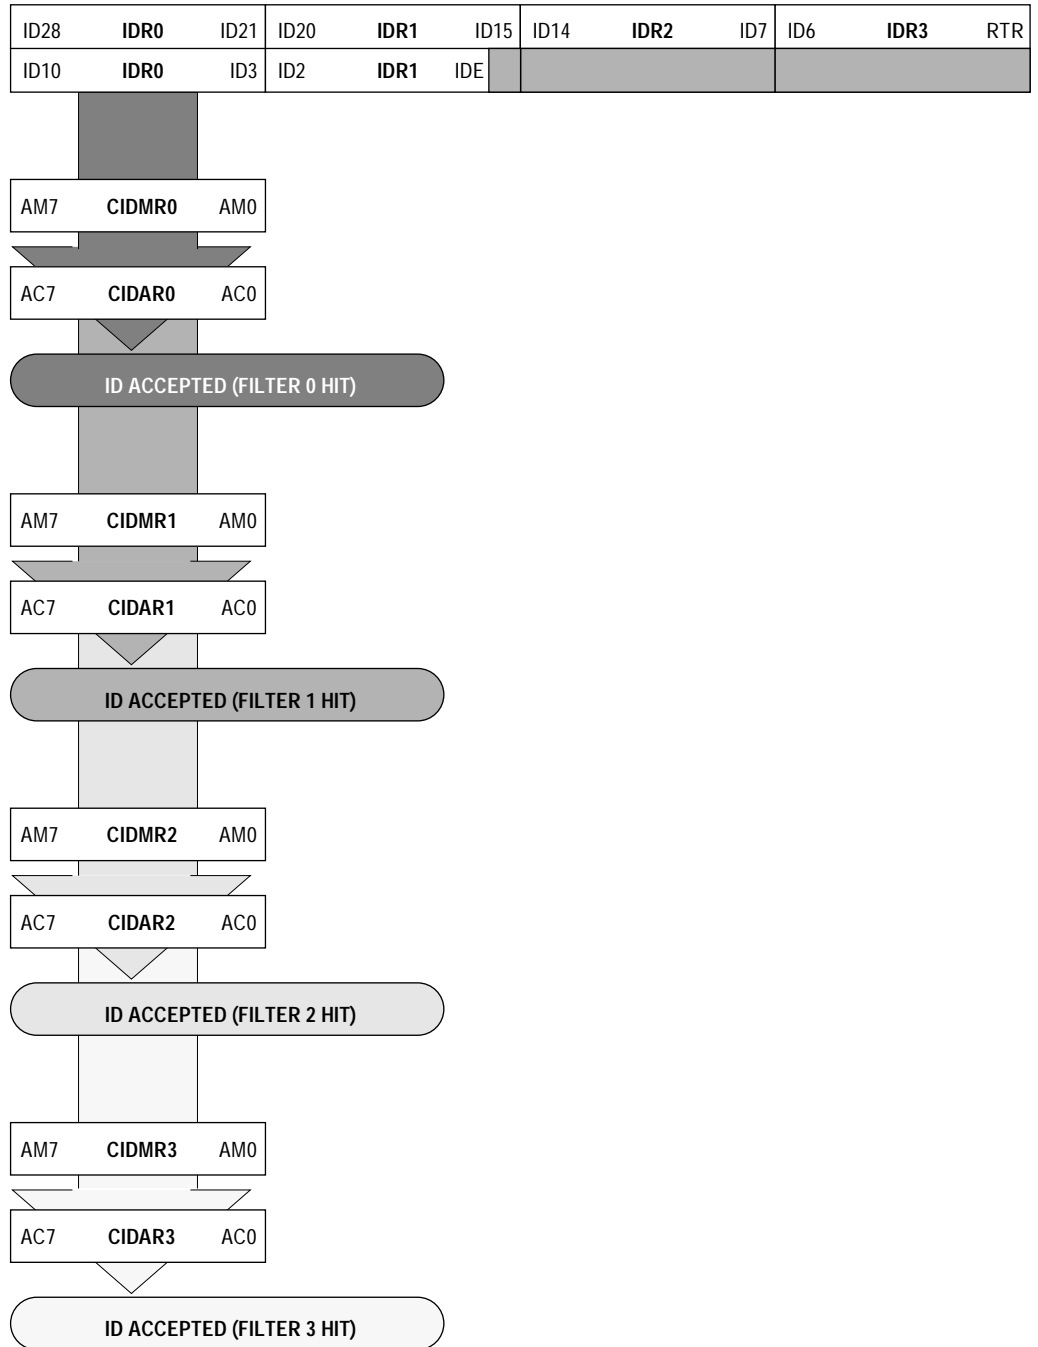 ID28 IDR0 ID21 ID20 IDR1 ID15 ID14 IDR2 ID7 ID6 IDR3 RTR
ID10 IDR0 ID3 ID2 IDR1 IDE
AM7 CIDMR0 AM0
AC7 CIDAR0 AC0
ID ACCEPTED (FILTER 0 HIT)
AM7 CIDMR1 AM0
AC7 CIDAR1 AC0
ID ACCEPTED (FILTER 1 HIT)
AM7 CIDMR2 AM0
AC7 CIDAR2 AC0
ID ACCEPTED (FILTER 2 HIT)
AM7 CIDMR3 AM0
AC7 CIDAR3 AC0
ID ACCEPTED (FILTER 3 HIT)